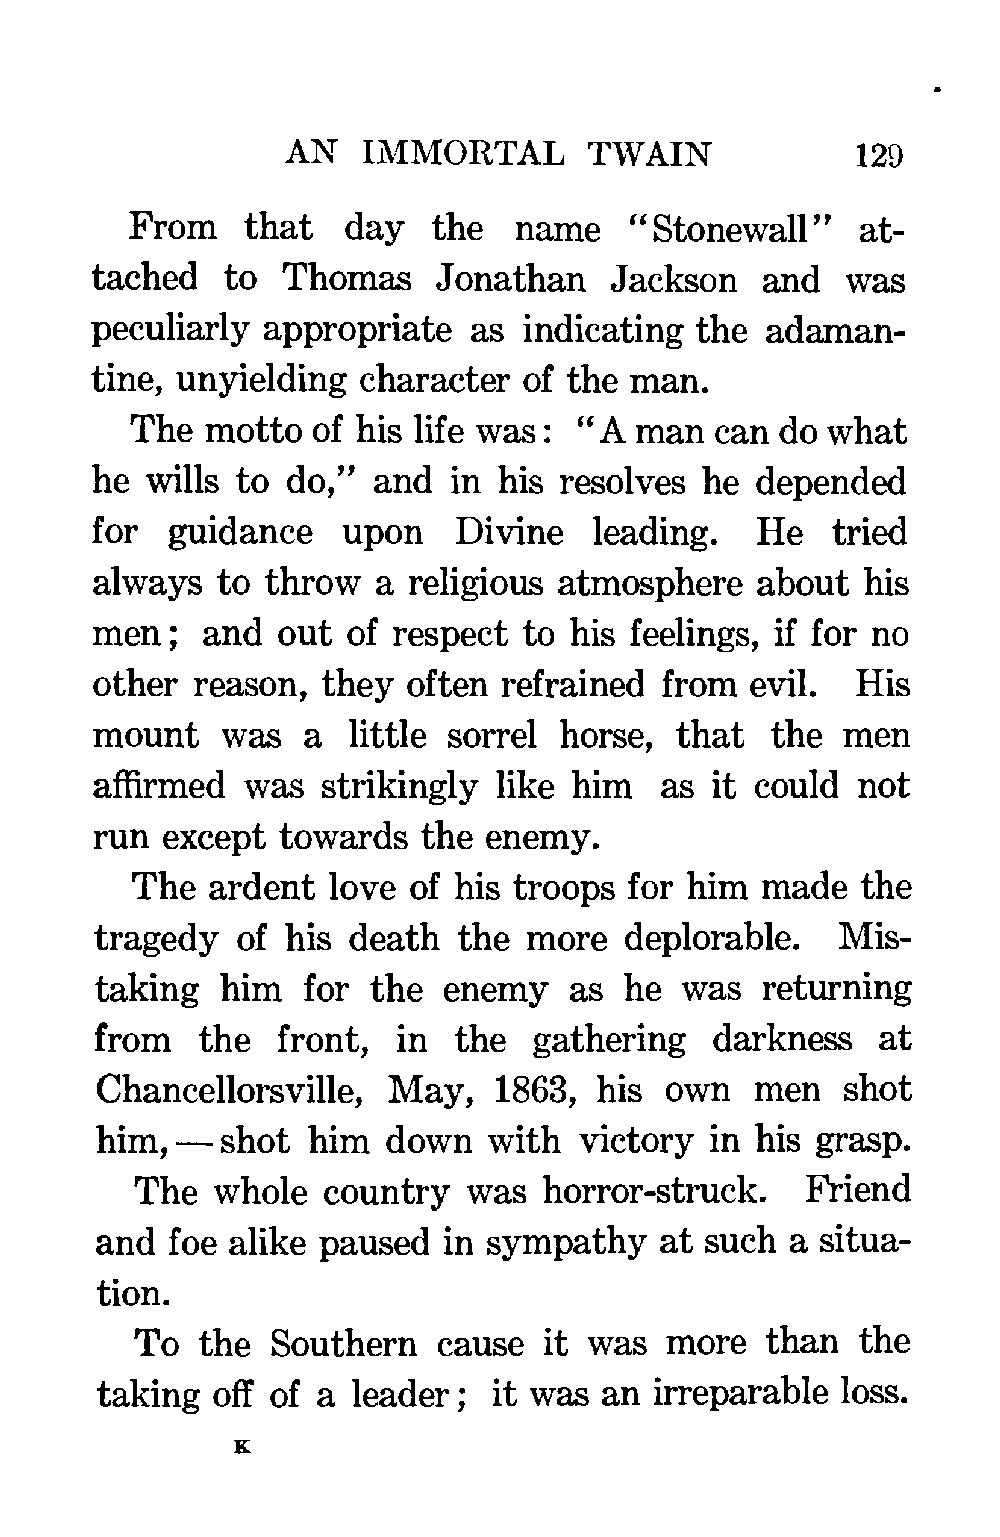 AN IMMORTAL TWAIN 129
From that day the name "Stonewall" at-
tached to Thomas Jonathan Jackson and was
peculiarly appropriate as indicating the adaman-
tine, unyielding character of the man.
The motto of his life was: "A man can do what
he wills to do," and in his resolves he depended
for guidance upon Divine leading. He tried
always to throw a religious atmosphere about his
men; and out of respect to his feelings, if for no
other reason, they often refrained from evil. His
mount was a little sorrel horse, that the men
affirmed was strikingly like him as it could not
run except towards the enemy.
The ardent love of his troops for him made the
tragedy of his death the more deplorable. Mis-
taking him for the enemy as he was returning
from the front, in the gathering darkness at
Chancellorsville, May, 1863, his own men shot
him, — shot him down with victory in his grasp.
The whole country was horror-struck. Friend
and foe alike paused in sympathy at such a situa-
tion.
To the Southern cause it was more than the
taking off of a leader; it was an irreparable loss.
K